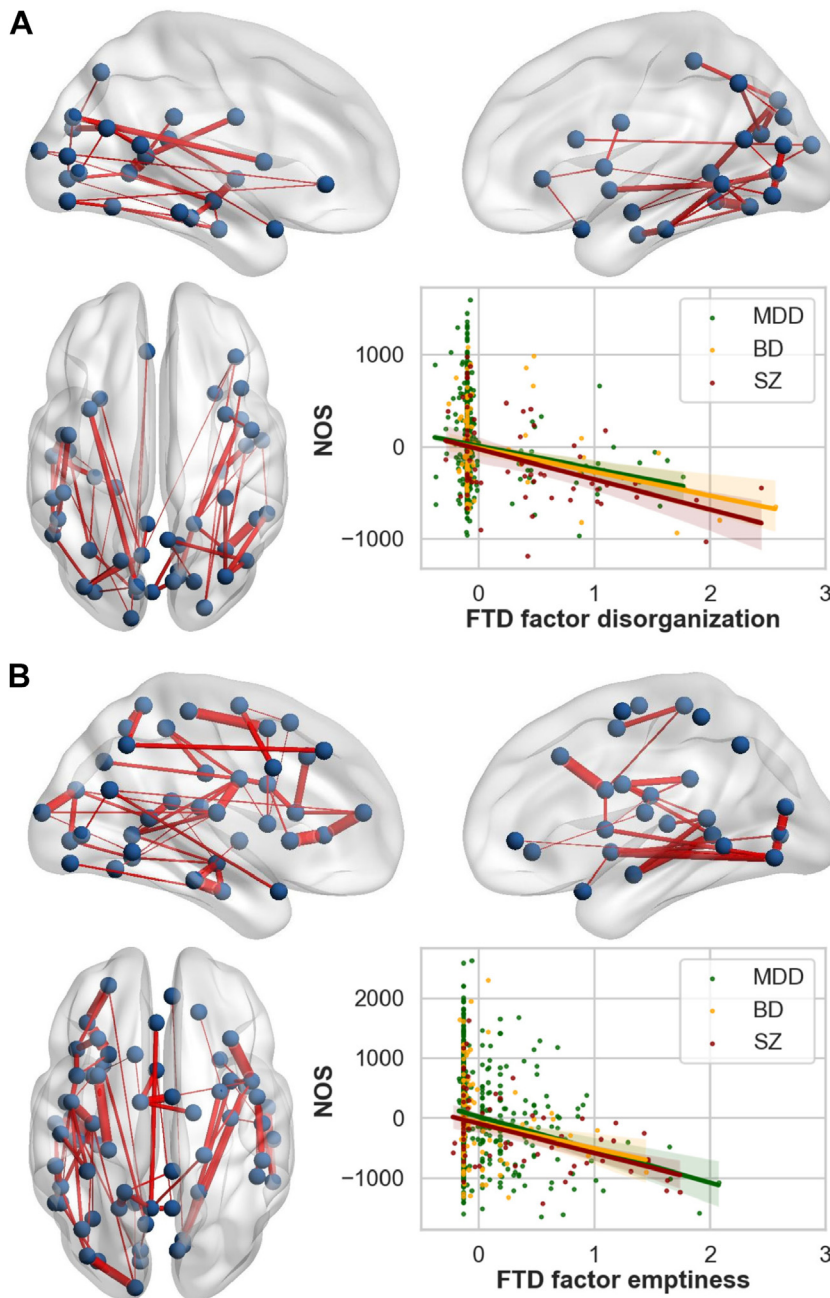 A
MDD
BD
SZ
NOS
1000
0
−1000
0
1
2
3
FTD factor disorganization
B
MDD
BD
SZ
NOS
2000
1000
0
−1000
0
1
2
3
FTD factor emptiness